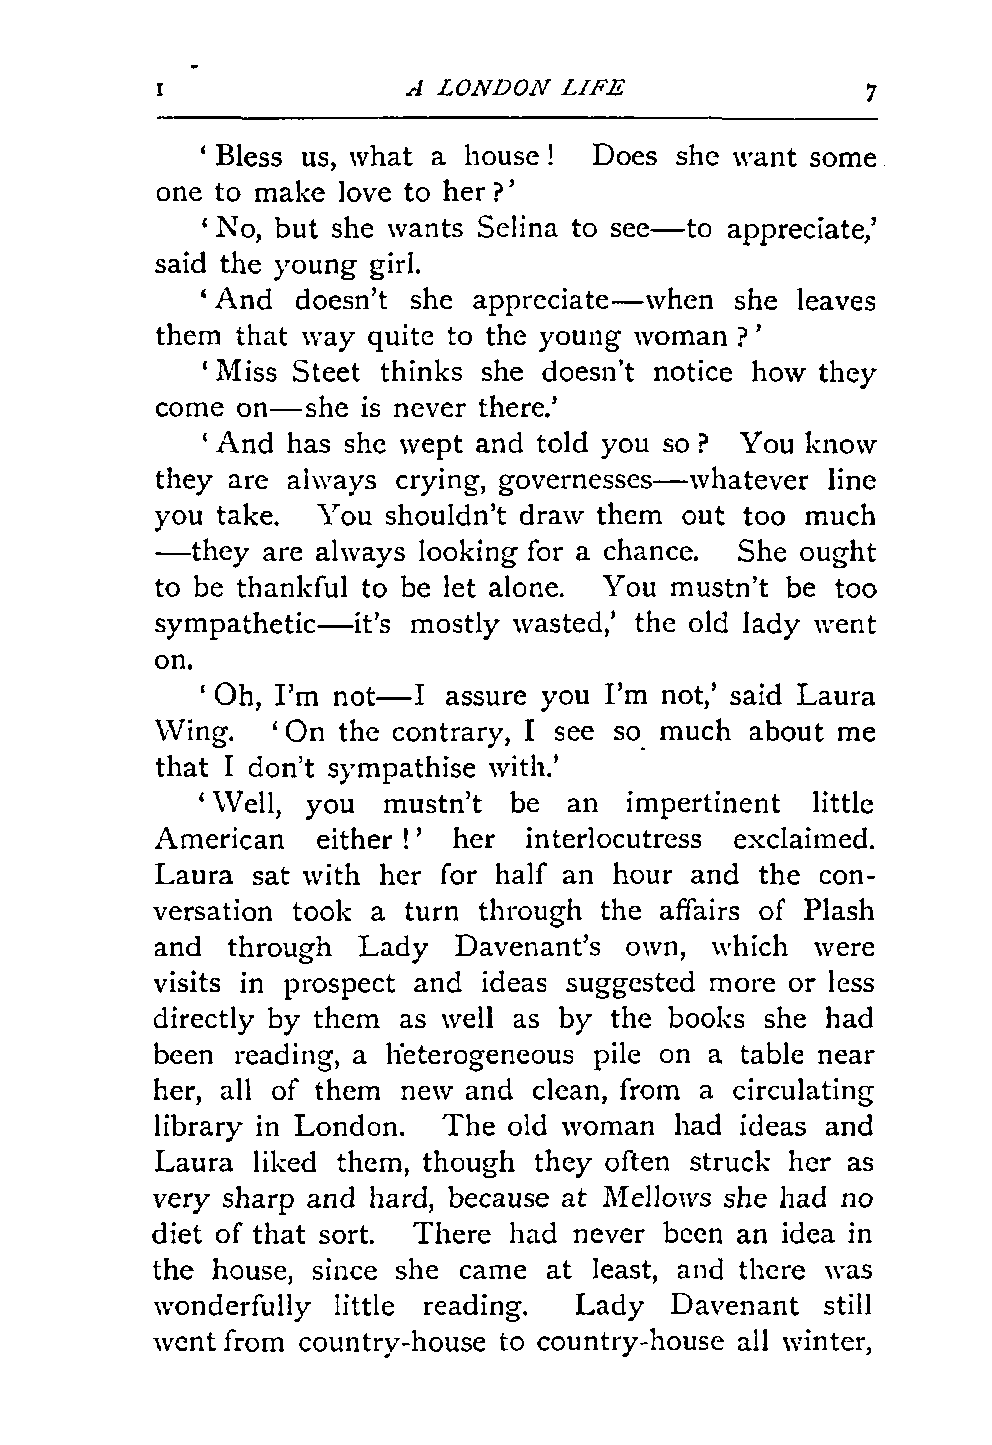 I A LONDON LIFE 7
‘Bless us, what a house! Does she want some
one to make love to her?’
‘No, but she wants Selina to see—to appreciate,’
said the young girl.
‘And doesn’t she appreciate—when she leaves
them that way quite to the young woman?’
‘Miss Steet thinks she doesn’t notice how they
come on—she is never there.’
‘And has she wept and told you so? You know
they are always crying, governesses—whatever line
you take. You shouldn’t draw them out too much
—they are always looking for a chance. She ought
to be thankful to be let alone. You mustn’t be too
sympathetic—it’s mostly wasted,’ the old lady went
on.
‘Oh, I’m not—I assure you I’m not,’ said Laura
Wing. ‘On the contrary, I see so much about me
that I don’t sympathise with.’
‘Well, you mustn’t be an impertinent little
American either!’ her interlocutress exclaimed.
Laura sat with her for half an hour and the con-
versation took a turn through the affairs of Plash
and through Lady Davenant’s own, which were
visits in prospect and ideas suggested more or less
directly by them as well as by the books she had
been reading, a heterogeneous pile on a table near
her, all of them new and clean, from a circulating
library in London. The old woman had ideas and
Laura liked them, though they often struck her as
very sharp and hard, because at Mellows she had no
diet of that sort. There had never been an idea in
the house, since she came at least, and there was
wonderfully little reading. Lady Davenant still
went from country-house to country-house all winter,